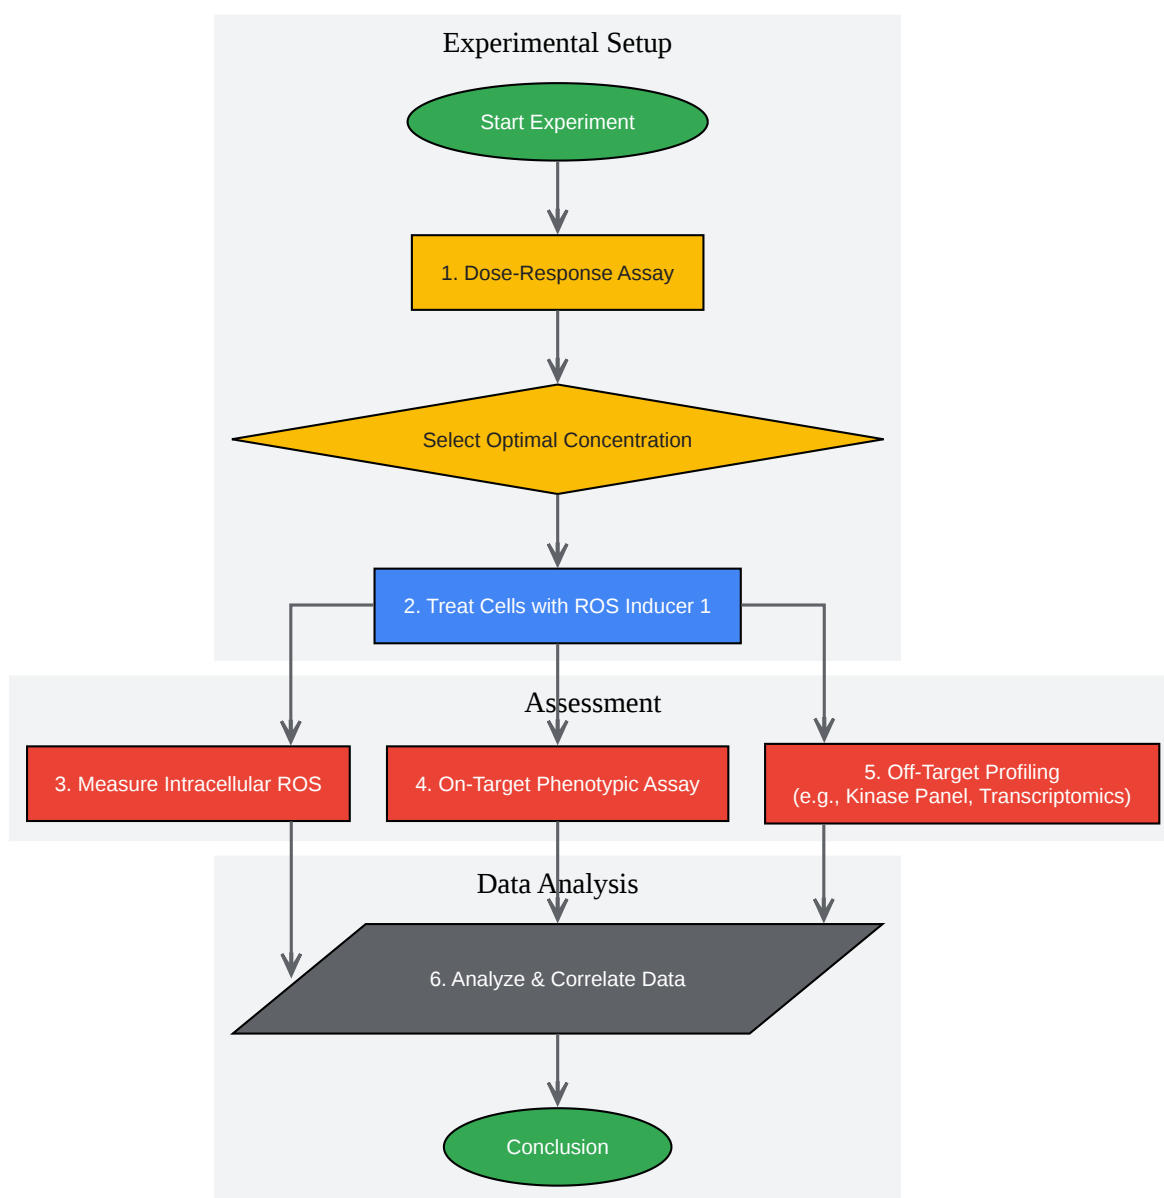 Experimental Setup
Start Experiment
1. Dose-Response Assay
Select Optimal Concentration
2. Treat Cells with ROS Inducer 1
Assessment
3. Measure Intracellular ROS
4. On-Target Phenotypic Assay
5. Off-Target Profiling
(e.g., Kinase Panel, Transcriptomics)
Data Analysis
6. Analyze & Correlate Data
Conclusion